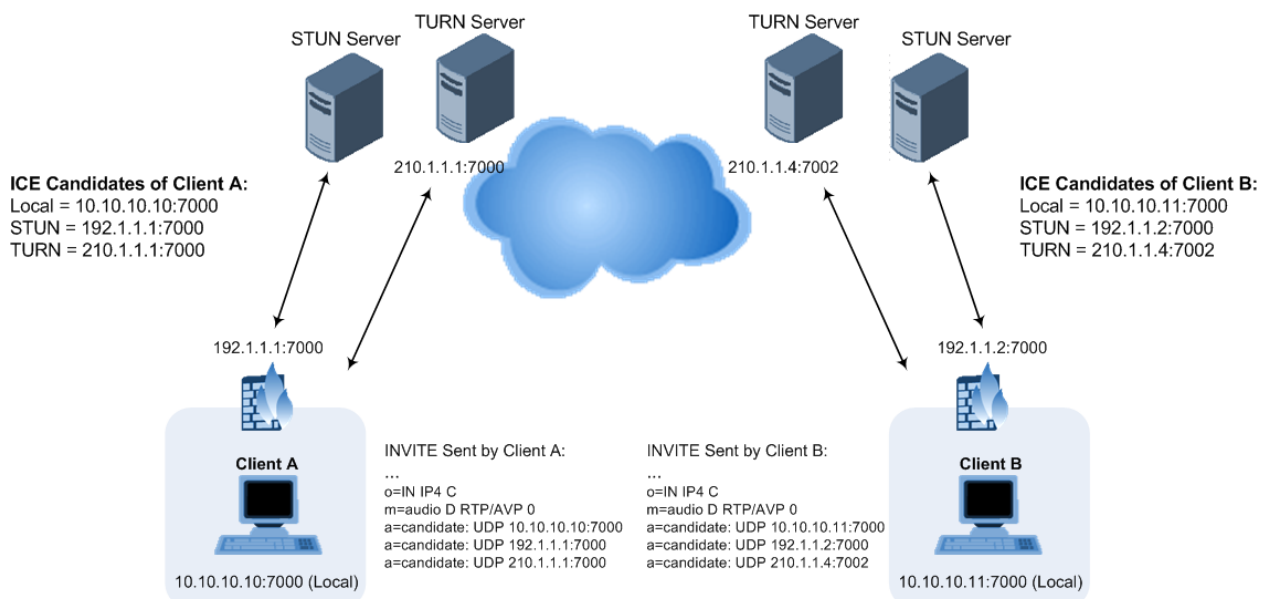 TURN Server
STUN Server
TURN Server
STUN Server
210.1.1.1:7000
210.1.1.4:7002
ICE Candidates of Client A:
Local = 10.10.10.10:7000
STUN = 192.1.1.1:7000
TURN = 210.1.1.1:7000
ICE Candidates of Client B:
Local = 10.10.10.11:7000
STUN = 192.1.1.2:7000
TURN = 210.1.1.4:7002
192.1.1.1:7000
192.1.1.2:7000
Client A
10.10.10.10:7000 (Local)
INVITE Sent by Client A:
...
o=IN IP4 C
m=audio D RTP/AVP 0
a=candidate: UDP 10.10.10.10:7000
a=candidate: UDP 192.1.1.1:7000
a=candidate: UDP 210.1.1.1:7000
INVITE Sent by Client B:
...
o=IN IP4 C
m=audio D RTP/AVP 0
a=candidate: UDP 10.10.10.11:7000
a=candidate: UDP 192.1.1.2:7000
a=candidate: UDP 210.1.1.4:7002
Client B
10.10.10.11:7000 (Local)